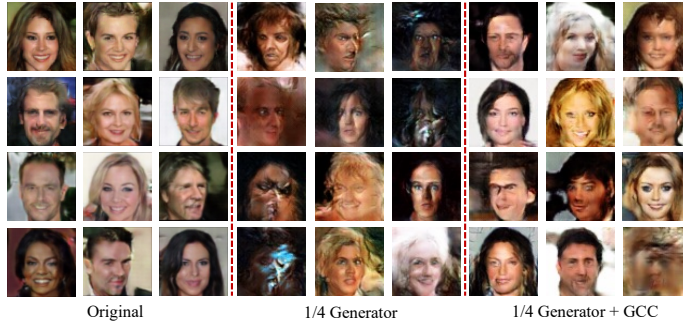 Original
1/4 Generator
1/4 Generator + GCC